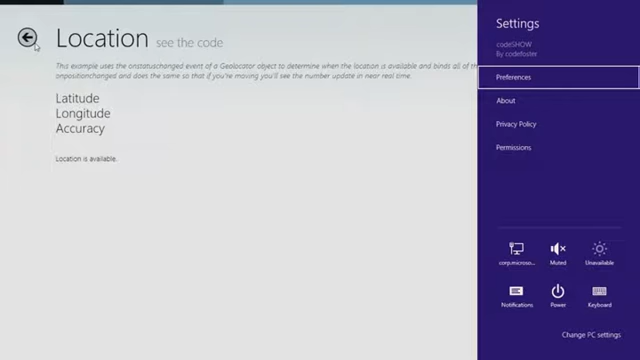 Location see the code
This example uses the onstatuschanged event of a Geolocator object to determine when the location is available and binds all of the
onpositionchanged and does the same so that if you're moving you'll see the number update in near real time.
Latitude
Longitude
Accuracy
Location is available.
Settings
codeSHOW
By codefoster
Preferences
About
Privacy Policy
Permissions
corp.microso...
Muted
Unavailable
Notifications
Power
Keyboard
Change PC settings